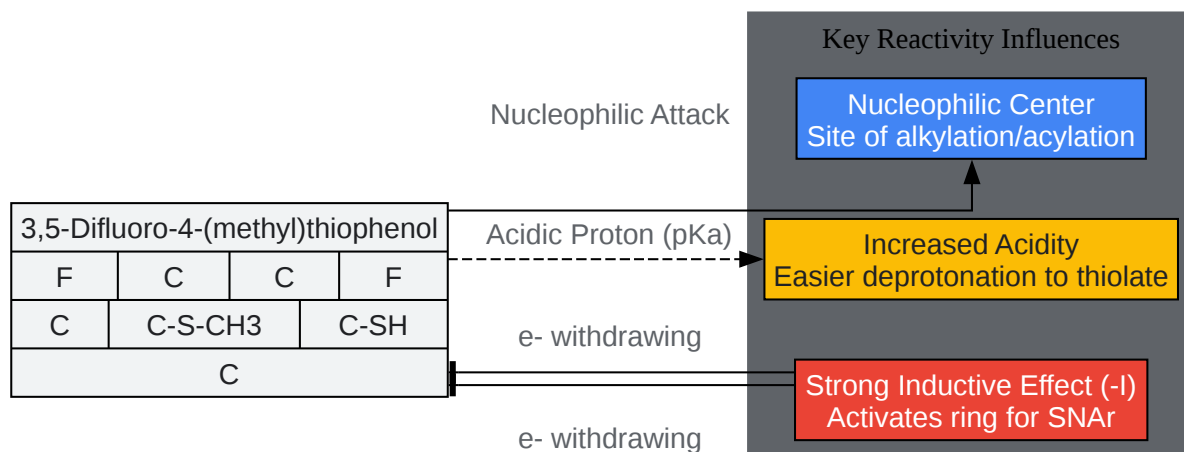 Key Reactivity Influences
Nucleophilic Attack
Nucleophilic Center
Site of alkylation/acylation
3,5-Difluoro-4-(methyl)thiophenol
F C C F
C C-S-CH3 C-SH
C
Acidic Proton (pKa)
Increased Acidity
Easier deprotonation to thiolate
e- withdrawing
Strong Inductive Effect (-I)
Activates ring for SNAr
e- withdrawing